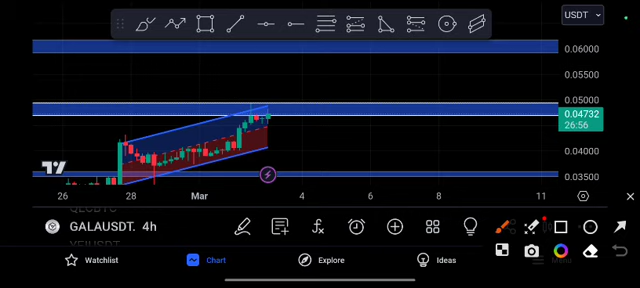 USDT
0.06000
0.05500
0.05000
0.04732
26:56
0.04000
0.03500
26 28 Mar 4 6 8 11
GALAUSDT. 4h
Watchlist
Chart
Explore
Ideas